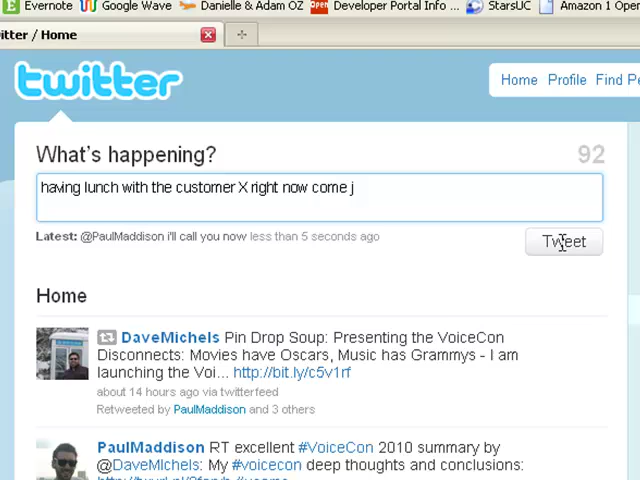 Evernote Google Wave Danielle & Adam OZ Open Developer Portal Info ... StarsUC Amazon 1 Open
itter / Home
twitter
Home Profile Find
What's happening? 92
having lunch with the customer X right now come j
Latest: @PaulMaddison i'll call you now less than 5 seconds ago
Tweet
Home
DaveMichels Pin Drop Soup: Presenting the VoiceCon
Disconnects: Movies have Oscars, Music has Grammys - I am
launching the Voi... http://bit.ly/c5v1rf
about 14 hours ago via twitterfeed
Retweeted by PaulMaddison and 3 others
PaulMaddison RT excellent #VoiceCon 2010 summary by
@DaveMIchels: My #voicecon deep thoughts and conclusions: